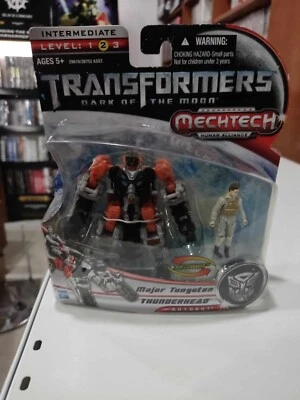 INTERMEDIATE
LEVEL: 1 2 3
AGES 5+
⚠ WARNING:
CHOKING HAZARD-Small parts
Not for children under 3 years.
TRANSFORMERS
DARK OF THE MOON
MECHTECH
HUMAN ALLIANCE
Major Tungsten
THUNDERHEAD
AUTOBOT